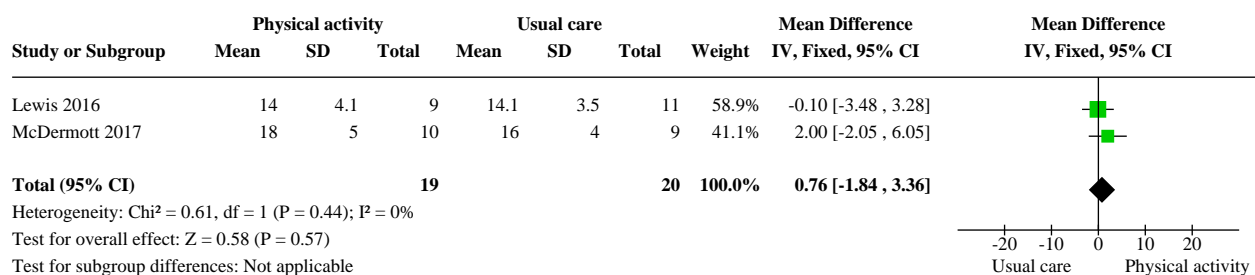 Physical activity Usual care Mean Difference Mean Difference
Study or Subgroup Mean SD Total Mean SD Total Weight IV, Fixed, 95% CI IV, Fixed, 95% CI
Lewis 2016 14 4.1 9 14.1 3.5 11 58.9% -0.10 [-3.48 , 3.28]
McDermott 2017 18 5 10 16 4 9 41.1% 2.00 [-2.05 , 6.05]
Total (95% CI) 19 20 100.0% 0.76 [-1.84 , 3.36]
Heterogeneity: Chi² = 0.61, df = 1 (P = 0.44); I² = 0%
Test for overall effect: Z = 0.58 (P = 0.57)
-20 -10 0 10 20
Test for subgroup differences: Not applicable Usual care Physical activity